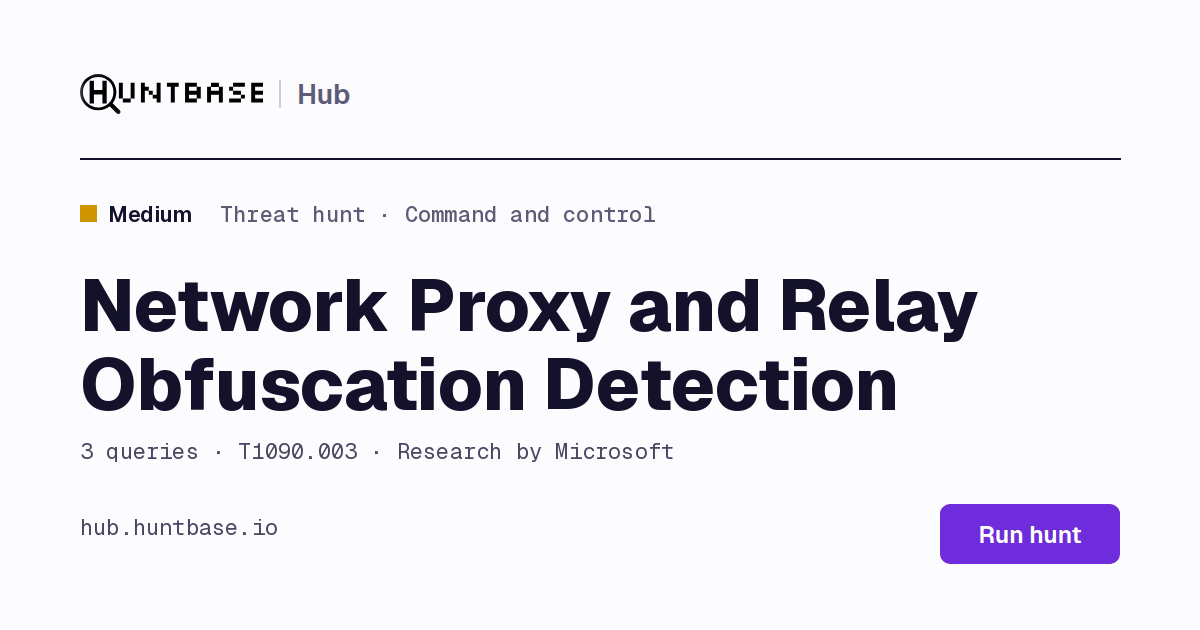 HUNTBASE | Hub
Medium Threat hunt · Command and control
Network Proxy and Relay
Obfuscation Detection
3 queries · T1090.003 · Research by Microsoft
hub.huntbase.io
Run hunt